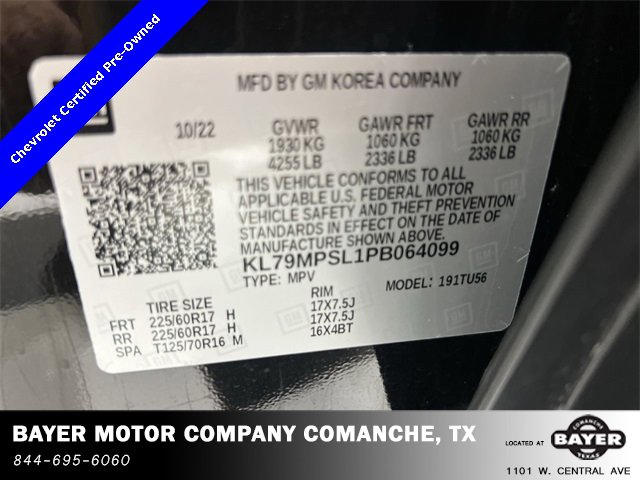 Chevrolet Certified Pre-Owned
MFD BY GM KOREA COMPANY
10/22 GVWR GAWR FRT GAWR RR
1930 KG 1060 KG 1060 KG
4255 LB 2336 LB 2336 LB
THIS VEHICLE CONFORMS TO ALL
APPLICABLE U.S. FEDERAL MOTOR
VEHICLE SAFETY AND THEFT PREVENTION
STANDARDS IN EFFECT ON THE DATE OF
MANUFACTURE SHOWN ABOVE.
KL79MPSL1PB064099
TYPE: MPV MODEL: 191TU56
TIRE SIZE RIM
FRT 225/60R17 H 17X7.5J
RR 225/60R17 H 17X7.5J
SPA T125/70R16 M 16X4BT
BAYER MOTOR COMPANY COMANCHE, TX
844-695-6060
LOCATED AT
COMANCHE
BAYER
TEXAS
1101 W. CENTRAL AVE